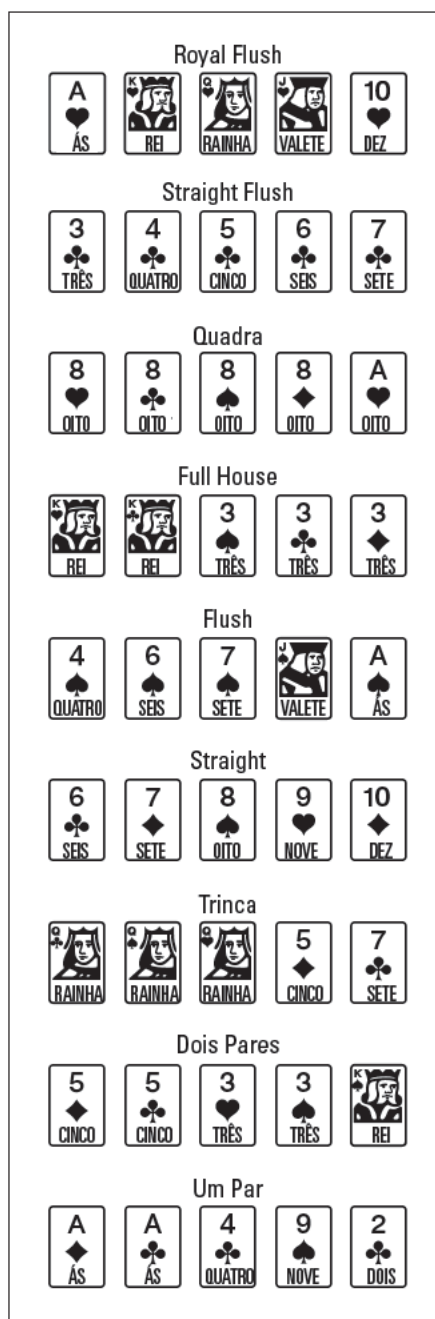 Royal Flush
A K Q J 10
ÁS REI RAINHA VALETE DEZ
Straight Flush
3 4 5 6 7
TRÊS QUATRO CINCO SEIS SETE
Quadra
8 8 8 8 A
OITO OITO OITO OITO OITO
Full House
K K 3 3 3
REI REI TRÊS TRÊS TRÊS
Flush
4 6 7 J A
QUATRO SEIS SETE VALETE ÁS
Straight
6 7 8 9 10
SEIS SETE OITO NOVE DEZ
Trinca
Q Q Q 5 7
RAINHA RAINHA RAINHA CINCO SETE
Dois Pares
5 5 3 3 K
CINCO CINCO TRÊS TRÊS REI
Um Par
A A 4 9 2
ÁS ÁS QUATRO NOVE DOIS